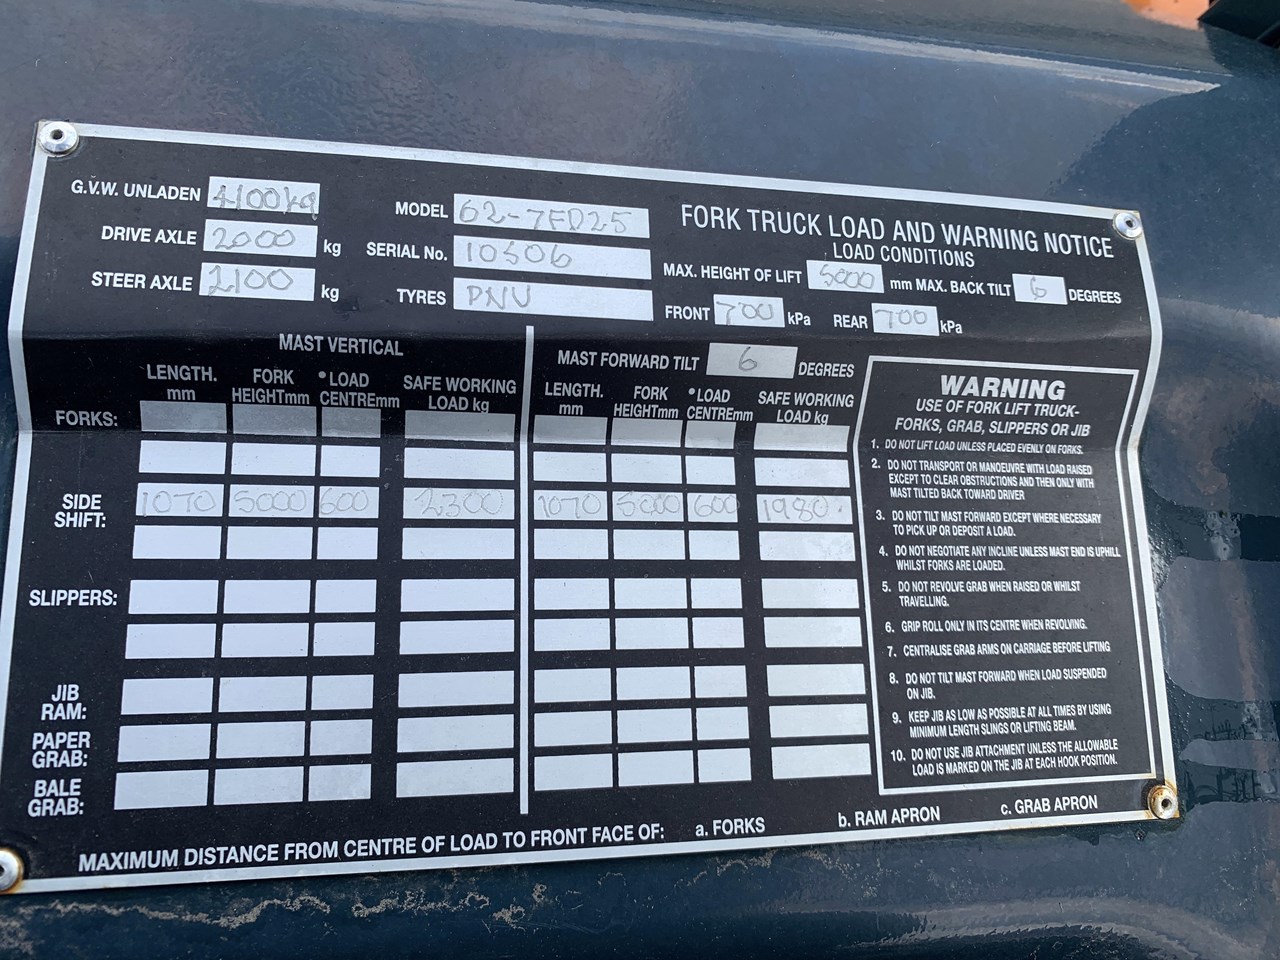 G.V.W. UNLADEN 4100kg
DRIVE AXLE 2000 kg
STEER AXLE 2100 kg
MODEL 62-7FD25
SERIAL No. 10506
TYRES PNU
FORK TRUCK LOAD AND WARNING NOTICE
LOAD CONDITIONS
MAX. HEIGHT OF LIFT 5000 mm MAX. BACK TILT 6 DEGREES
FRONT 700 kPa REAR 700 kPa
MAST VERTICAL
LENGTH. mm FORK HEIGHTmm •LOAD CENTREmm SAFE WORKING LOAD kg
MAST FORWARD TILT 6 DEGREES
LENGTH. mm FORK HEIGHTmm •LOAD CENTREmm SAFE WORKING LOAD kg
FORKS:
SIDE SHIFT: 1070 5000 600 2300 1070 5000 600 1980
SLIPPERS:
JIB RAM:
PAPER GRAB:
BALE GRAB:
WARNING
USE OF FORK LIFT TRUCK-
FORKS, GRAB, SLIPPERS OR JIB
1. DO NOT LIFT LOAD UNLESS PLACED EVENLY ON FORKS.
2. DO NOT TRANSPORT OR MANOEUVRE WITH LOAD RAISED
EXCEPT TO CLEAR OBSTRUCTIONS AND THEN ONLY WITH
MAST TILTED BACK TOWARD DRIVER
3. DO NOT TILT MAST FORWARD EXCEPT WHERE NECESSARY
TO PICK UP OR DEPOSIT A LOAD.
4. DO NOT NEGOTIATE ANY INCLINE UNLESS MAST END IS UPHILL
WHILST FORKS ARE LOADED.
5. DO NOT REVOLVE GRAB WHEN RAISED OR WHILST
TRAVELLING.
6. GRIP ROLL ONLY IN ITS CENTRE WHEN REVOLVING.
7. CENTRALISE GRAB ARMS ON CARRIAGE BEFORE LIFTING
8. DO NOT TILT MAST FORWARD WHEN LOAD SUSPENDED
ON JIB.
9. KEEP JIB AS LOW AS POSSIBLE AT ALL TIMES BY USING
MINIMUM LENGTH SLINGS OR LIFTING BEAM.
10. DO NOT USE JIB ATTACHMENT UNLESS THE ALLOWABLE
LOAD IS MARKED ON THE JIB AT EACH HOOK POSITION.
MAXIMUM DISTANCE FROM CENTRE OF LOAD TO FRONT FACE OF: a. FORKS b. RAM APRON c. GRAB APRON